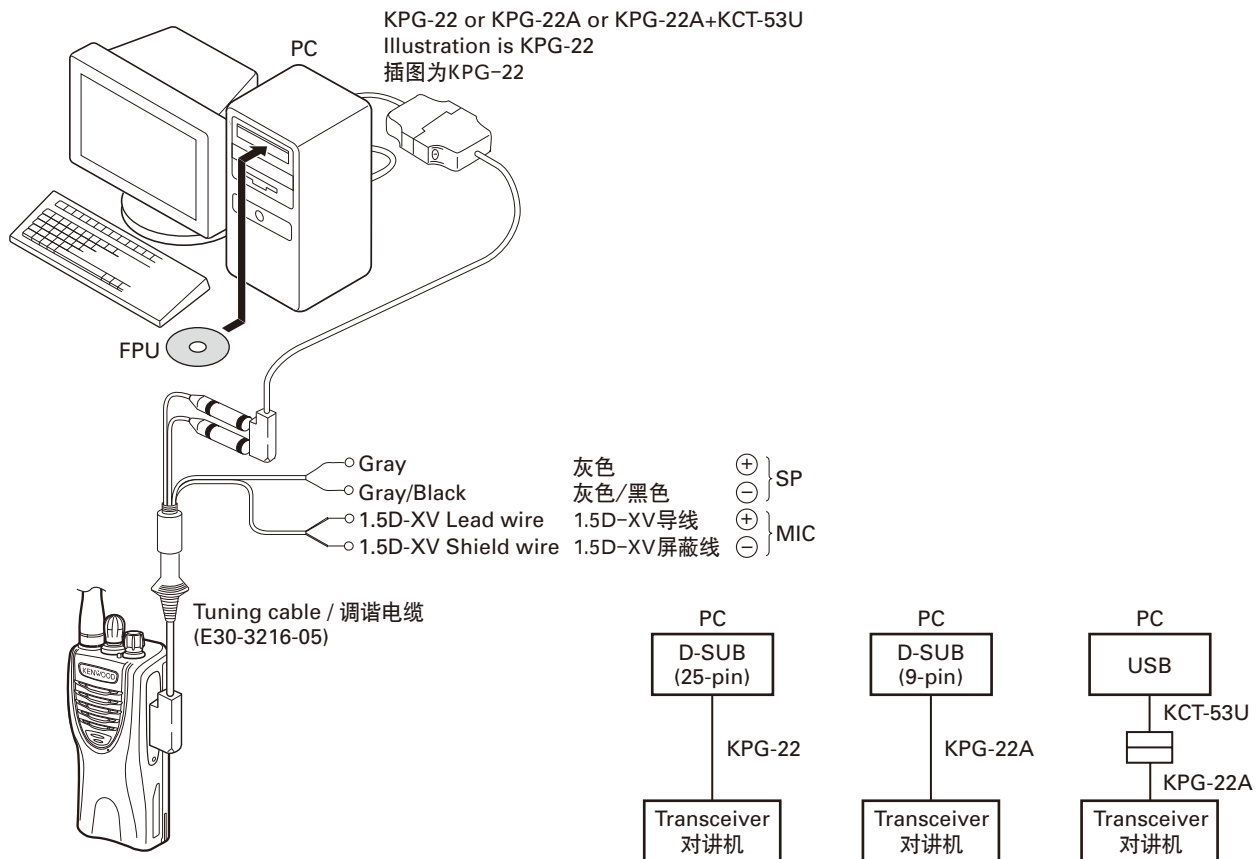 KPG-22 or KPG-22A or KPG-22A+KCT-53U
Illustration is KPG-22
插图为KPG-22
PC
FPU
Gray 灰色 +
Gray/Black 灰色/黑色 −
SP
1.5D-XV Lead wire 1.5D-XV导线 +
1.5D-XV Shield wire 1.5D-XV屏蔽线 −
MIC
Tuning cable / 调谐电缆
(E30-3216-05)
KENWOOD
PC
D-SUB
(25-pin)
KPG-22
Transceiver
对讲机
PC
D-SUB
(9-pin)
KPG-22A
Transceiver
对讲机
PC
USB
KCT-53U
KPG-22A
Transceiver
对讲机